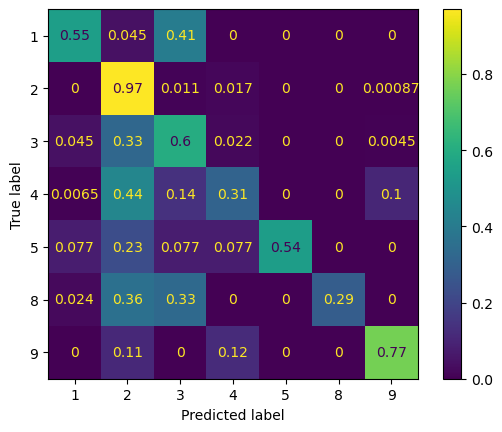 1 0.55 0.045 0.41 0 0 0 0
2 0 0.97 0.011 0.017 0 0 0.00087
3 0.045 0.33 0.6 0.022 0 0 0.0045
4 0.0065 0.44 0.14 0.31 0 0 0.1
5 0.077 0.23 0.077 0.077 0.54 0 0
8 0.024 0.36 0.33 0 0 0.29 0
9 0 0.11 0 0.12 0 0 0.77
1 2 3 4 5 8 9
Predicted label
True label
0.8
0.6
0.4
0.2
0.0